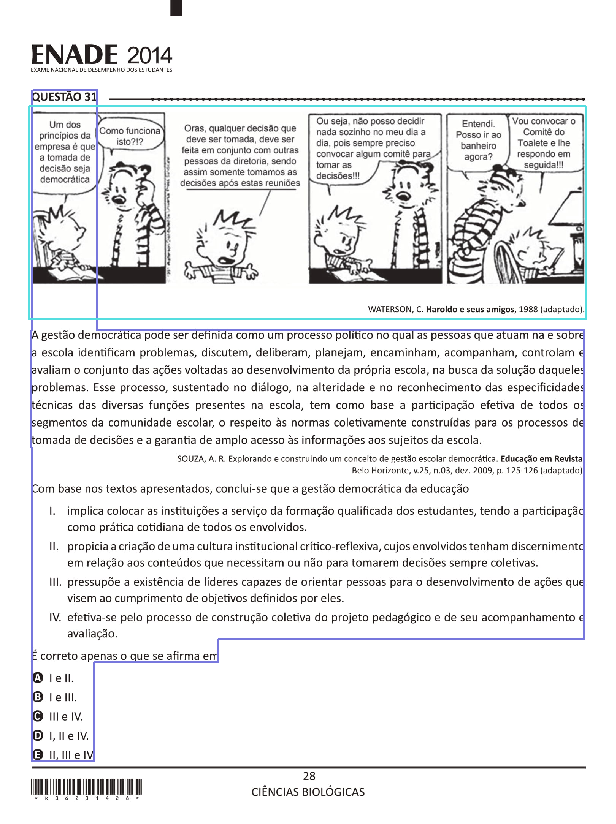 ENADE 2014
EXAME NACIONAL DE DESEMPENHO DOS ESTUDANTES
QUESTÃO 31
Um dos
princípios da
empresa é que
a tomada de
decisão seja
democrática
Como funciona
isto?!?
Oras, qualquer decisão que
deve ser tomada, deve ser
feita em conjunto com outras
pessoas da diretoria, sendo
assim somente tomamos as
decisões após estas reuniões
Ou seja, não posso decidir
nada sozinho no meu dia a
dia, pois sempre preciso
convocar algum comitê para
tomar as
decisões!!!
Entendi.
Posso ir ao
banheiro
agora?
Vou convocar o
Comitê do
Toalete e lhe
respondo em
seguida!!!
WATERSON, C. Haroldo e seus amigos, 1988 (adaptado).
A gestão democrática pode ser definida como um processo político no qual as pessoas que atuam na e sobre
a escola identificam problemas, discutem, deliberam, planejam, encaminham, acompanham, controlam e
avaliam o conjunto das ações voltadas ao desenvolvimento da própria escola, na busca da solução daqueles
problemas. Esse processo, sustentado no diálogo, na alteridade e no reconhecimento das especificidades
técnicas das diversas funções presentes na escola, tem como base a participação efetiva de todos os
segmentos da comunidade escolar, o respeito às normas coletivamente construídas para os processos de
tomada de decisões e a garantia de amplo acesso às informações aos sujeitos da escola.
SOUZA, A. R. Explorando e construindo um conceito de gestão escolar democrática. Educação em Revista.
Belo Horizonte, v.25, n.03, dez. 2009, p. 125-126 (adaptado).
Com base nos textos apresentados, conclui-se que a gestão democrática da educação
I. implica colocar as instituições a serviço da formação qualificada dos estudantes, tendo a participação
como prática cotidiana de todos os envolvidos.
II. propicia a criação de uma cultura institucional crítico-reflexiva, cujos envolvidos tenham discernimento
em relação aos conteúdos que necessitam ou não para tomarem decisões sempre coletivas.
III. pressupõe a existência de líderes capazes de orientar pessoas para o desenvolvimento de ações que
visem ao cumprimento de objetivos definidos por eles.
IV. efetiva-se pelo processo de construção coletiva do projeto pedagógico e de seu acompanhamento e
avaliação.
É correto apenas o que se afirma em
A I e II.
B I e III.
C III e IV.
D I, II e IV.
E II, III e IV
28
CIÊNCIAS BIOLÓGICAS